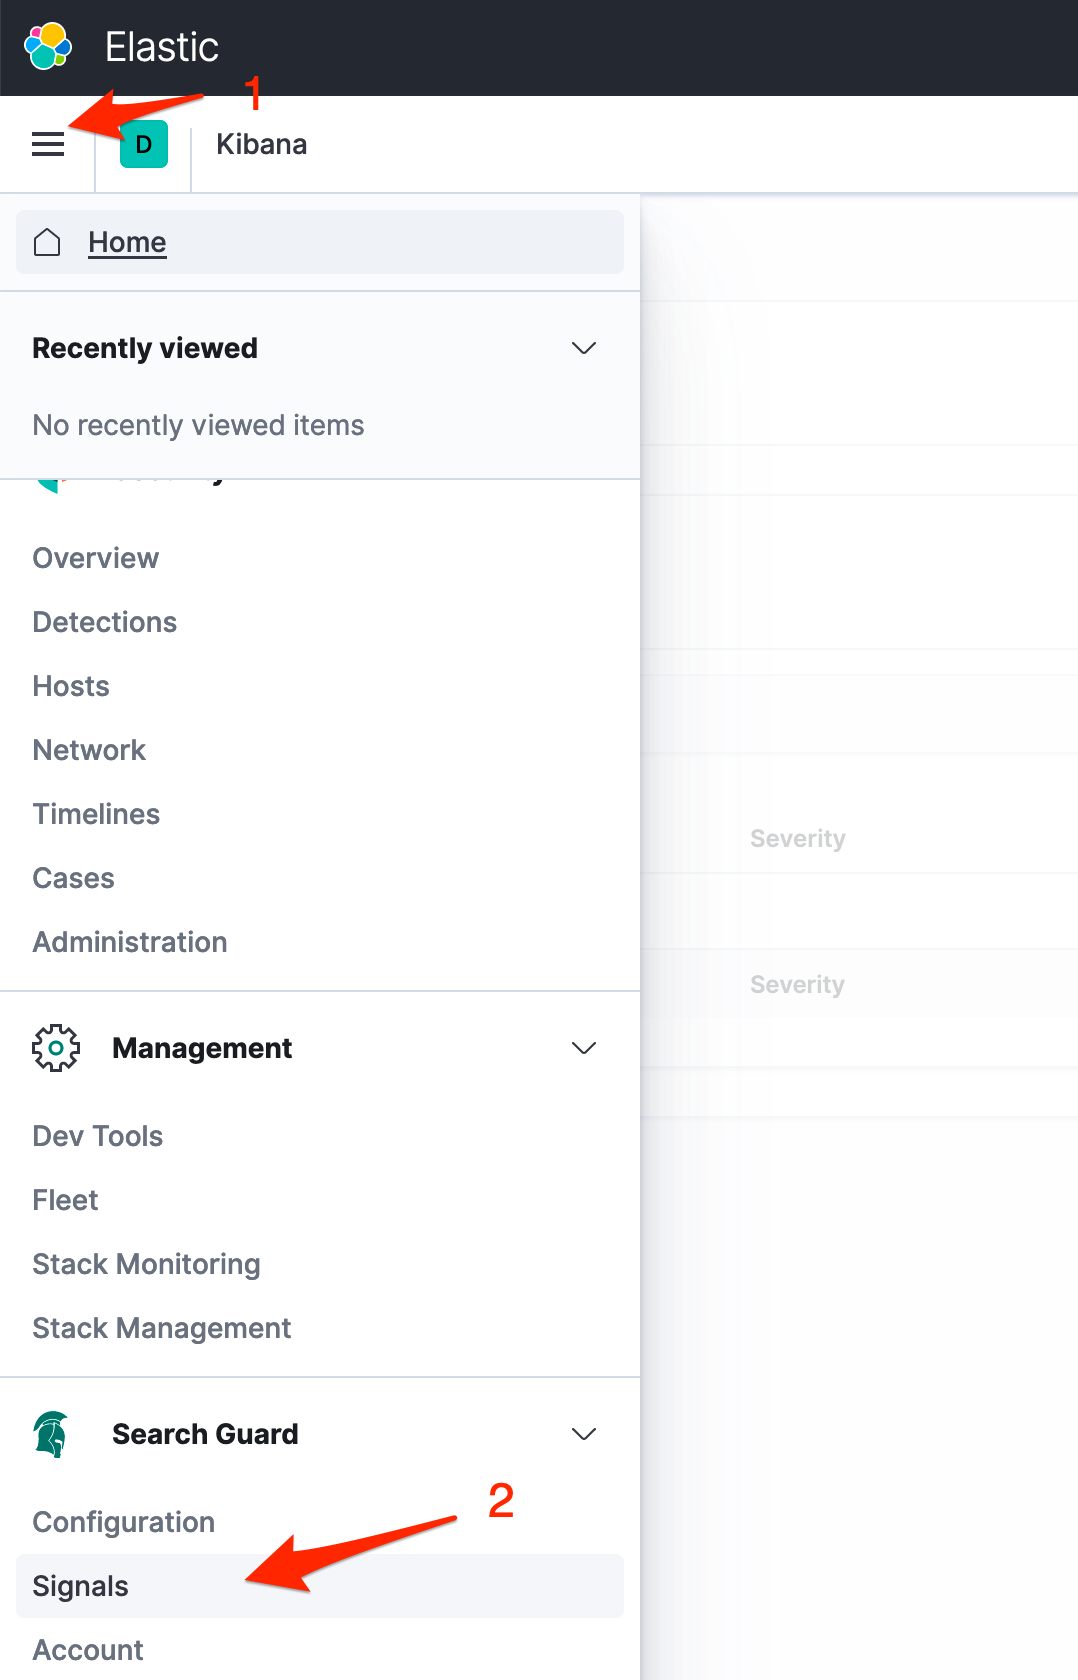 Elastic
1
D
Kibana
Home
Recently viewed
No recently viewed items
Overview
Detections
Hosts
Network
Timelines
Severity
Cases
Administration
Severity
Management
Dev Tools
Fleet
Stack Monitoring
Stack Management
Search Guard
2
Configuration
Signals
Account